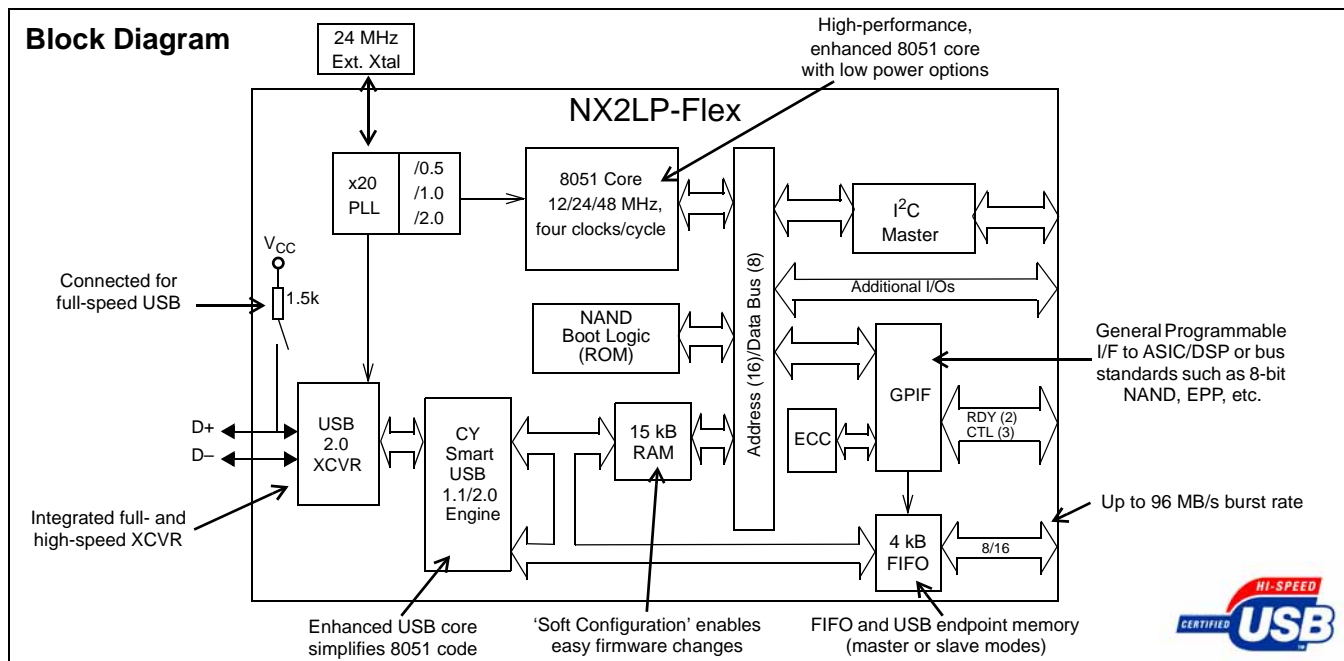 Block Diagram
24 MHz
Ext. Xtal
High-performance,
enhanced 8051 core
with low power options
NX2LP-Flex
x20
PLL
/0.5
/1.0
/2.0
8051 Core
12/24/48 MHz,
four clocks/cycle
Address (16)/Data Bus (8)
I²C
Master
VCC
1.5k
Connected for
full-speed USB
Additional I/Os
NAND
Boot Logic
(ROM)
General Programmable
I/F to ASIC/DSP or bus
standards such as 8-bit
NAND, EPP, etc.
GPIF
RDY (2)
CTL (3)
ECC
D+
D–
USB
2.0
XCVR
CY
Smart
USB
1.1/2.0
Engine
15 kB
RAM
Integrated full- and
high-speed XCVR
4 kB
FIFO
8/16
Up to 96 MB/s burst rate
Enhanced USB core
simplifies 8051 code
‘Soft Configuration’ enables
easy firmware changes
FIFO and USB endpoint memory
(master or slave modes)
HI-SPEED
CERTIFIED
USB